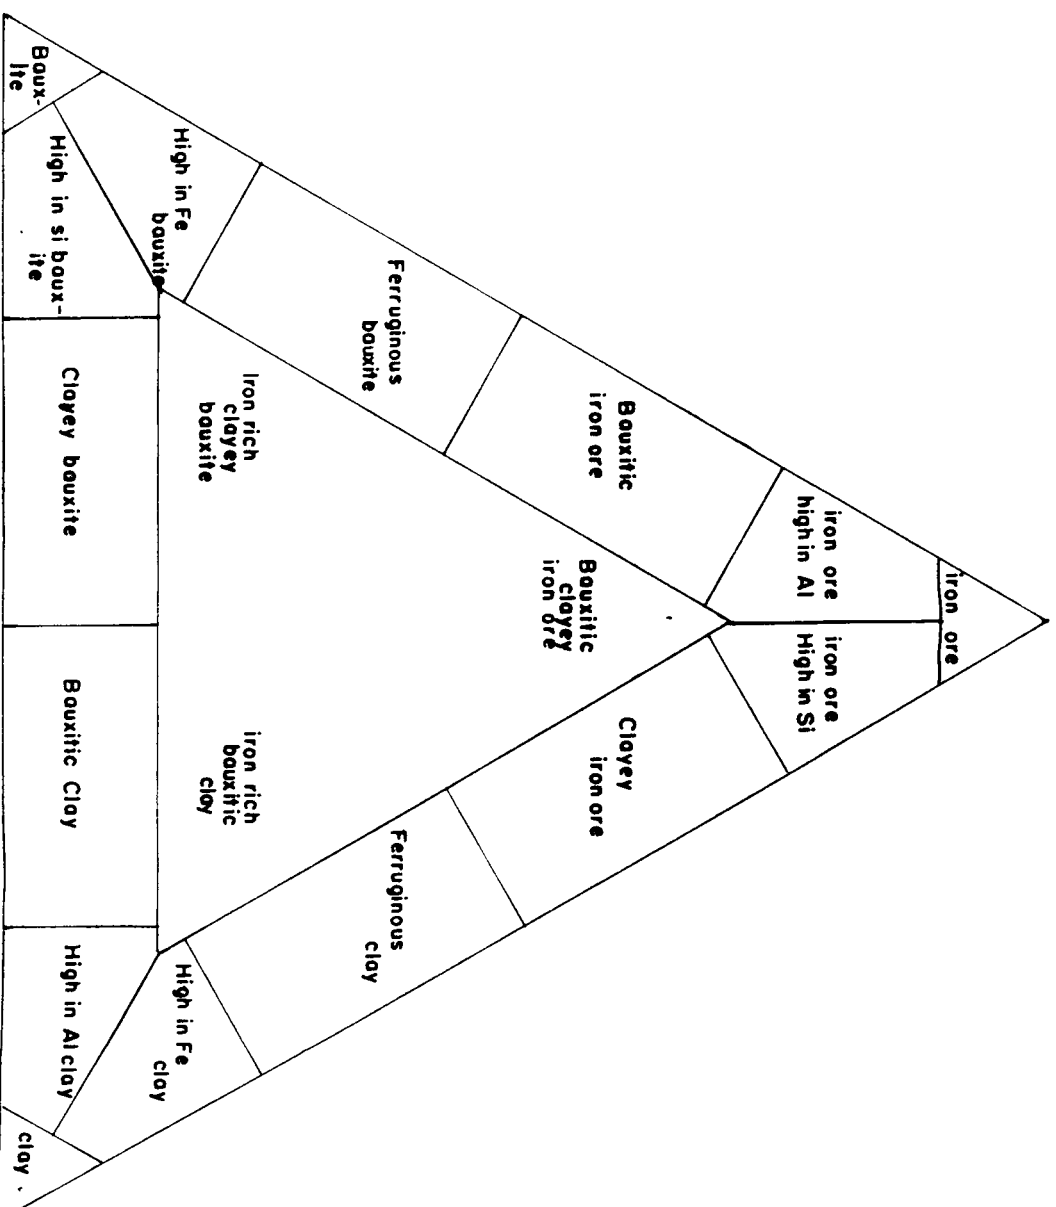 iron ore
iron ore
high in Al
iron ore
High in Si
Bauxitic
iron ore
Clayey
iron ore
Bauxitic
clayey
iron ore
Ferruginous
bauxite
Ferruginous
clay
Iron rich
clayey
bauxite
iron rich
bauxitic
clay
High in Fe
bauxite
High in Fe
clay
Baux-
ite
High in si baux-
ite
Clayey bauxite
Bauxitic Clay
High in Al clay
clay